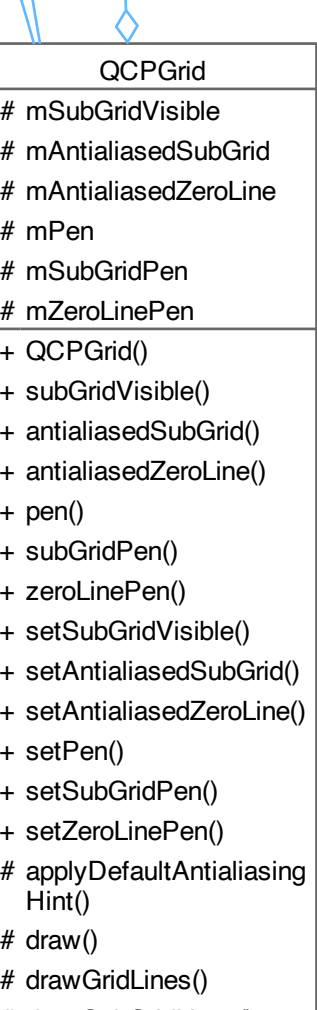 QCPGrid
# mSubGridVisible
# mAntialiasedSubGrid
# mAntialiasedZeroLine
# mPen
# mSubGridPen
# mZeroLinePen
+ QCPGrid()
+ subGridVisible()
+ antialiasedSubGrid()
+ antialiasedZeroLine()
+ pen()
+ subGridPen()
+ zeroLinePen()
+ setSubGridVisible()
+ setAntialiasedSubGrid()
+ setAntialiasedZeroLine()
+ setPen()
+ setSubGridPen()
+ setZeroLinePen()
# applyDefaultAntialiasing
Hint()
# draw()
# drawGridLines()